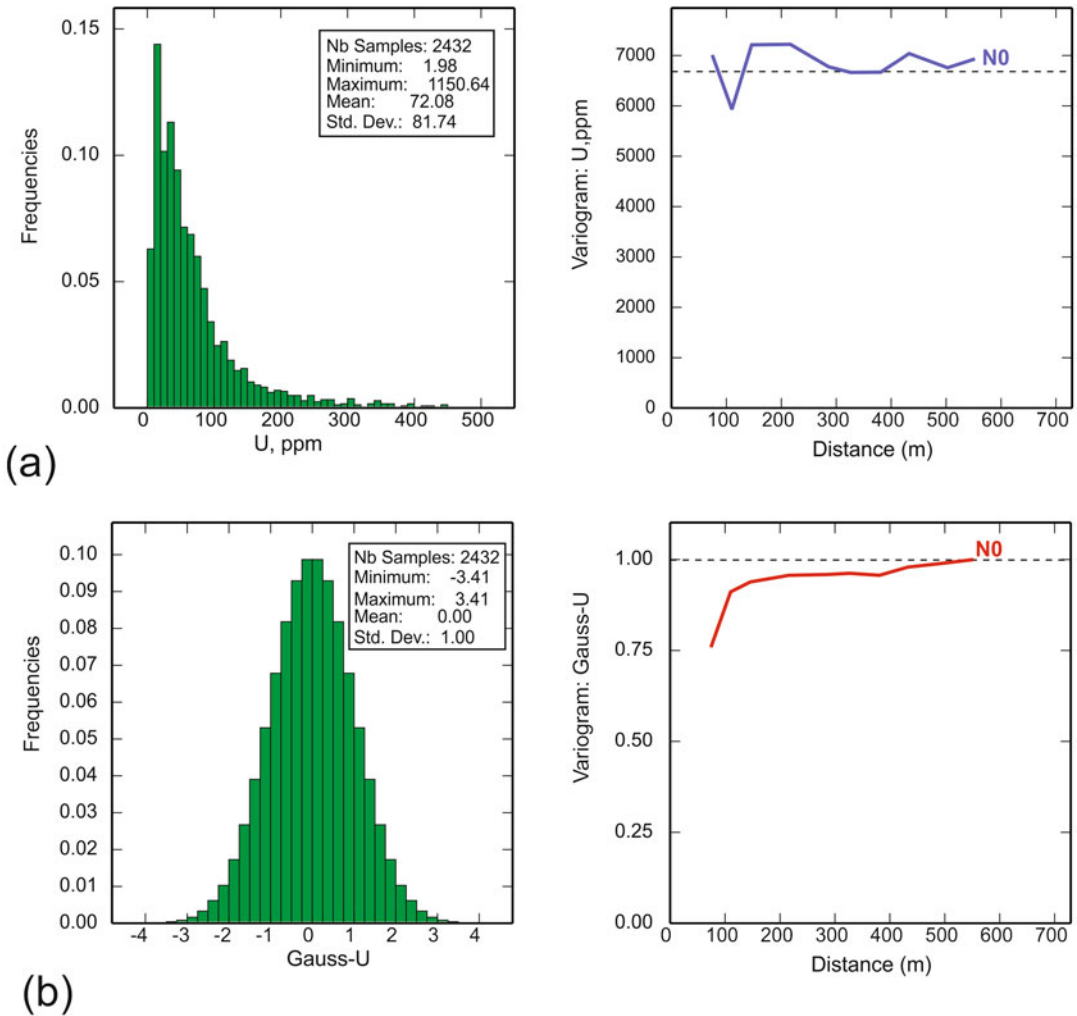 0.15
0.10
0.05
0.00
Frequencies
Nb Samples: 2432
Minimum: 1.98
Maximum: 1150.64
Mean: 72.08
Std. Dev.: 81.74
0 100 200 300 400 500
U, ppm
(a)
7000
6000
5000
4000
3000
2000
1000
0
Variogram: U,ppm
N0
0 100 200 300 400 500 600 700
Distance (m)
0.10
0.09
0.08
0.07
0.06
0.05
0.04
0.03
0.02
0.01
0.00
Frequencies
Nb Samples: 2432
Minimum: -3.41
Maximum: 3.41
Mean: 0.00
Std. Dev.: 1.00
-4 -3 -2 -1 0 1 2 3 4
Gauss-U
(b)
1.00
0.75
0.50
0.25
0.00
Variogram: Gauss-U
N0
0 100 200 300 400 500 600 700
Distance (m)